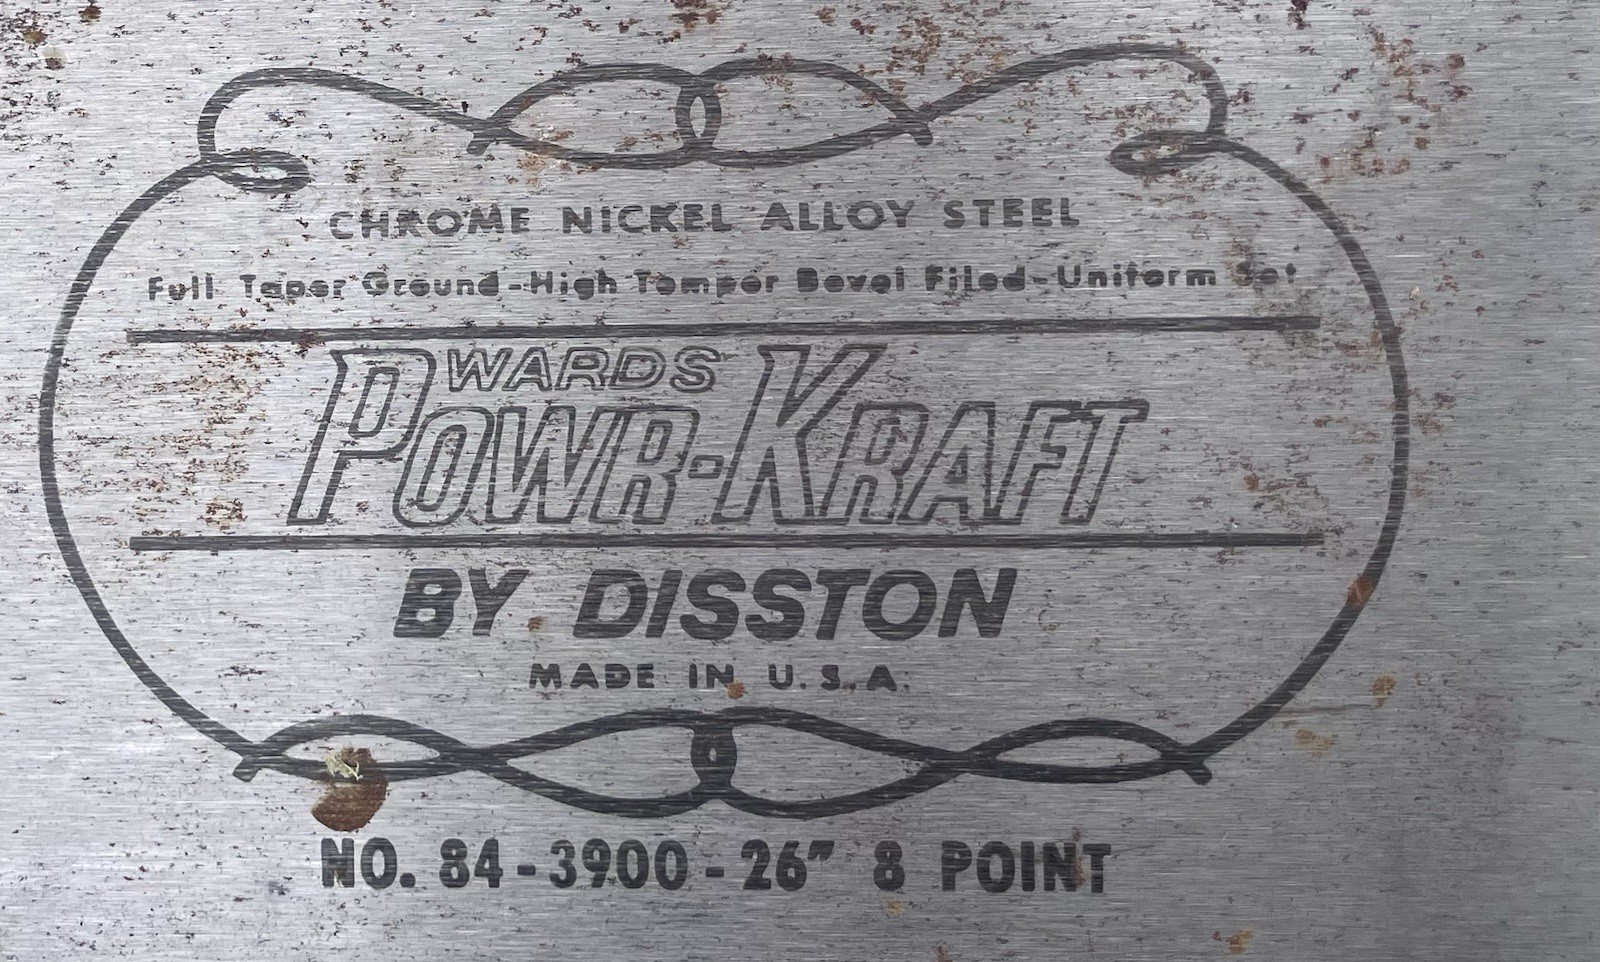 CHROME NICKEL ALLOY STEEL
Full Taper Ground-High Temper Bevel Filed-Uniform Set
WARDS
POWR-KRAFT
BY DISSTON
MADE IN U.S.A.
NO. 84-3900-26" 8 POINT